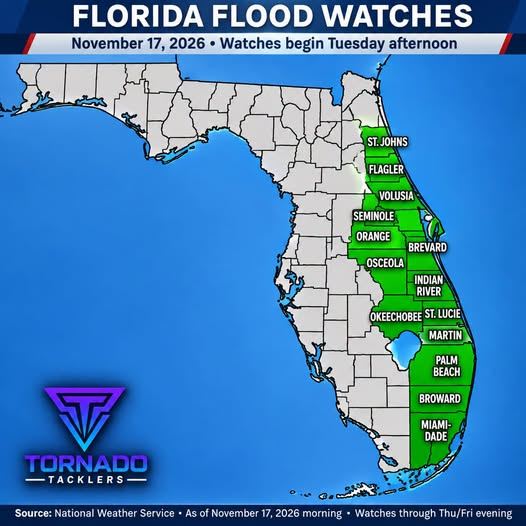 FLORIDA FLOOD WATCHES
November 17, 2026 • Watches begin Tuesday afternoon
ST. JOHNS
FLAGLER
VOLUSIA
SEMINOLE
ORANGE
BREVARD
OSCEOLA
INDIAN
RIVER
OKEECHOBEE
ST. LUCIE
MARTIN
PALM
BEACH
BROWARD
MIAMI-
DADE
TORNADO
TACKLERS
Source: National Weather Service • As of November 17, 2026 morning • Watches through Thu/Fri evening